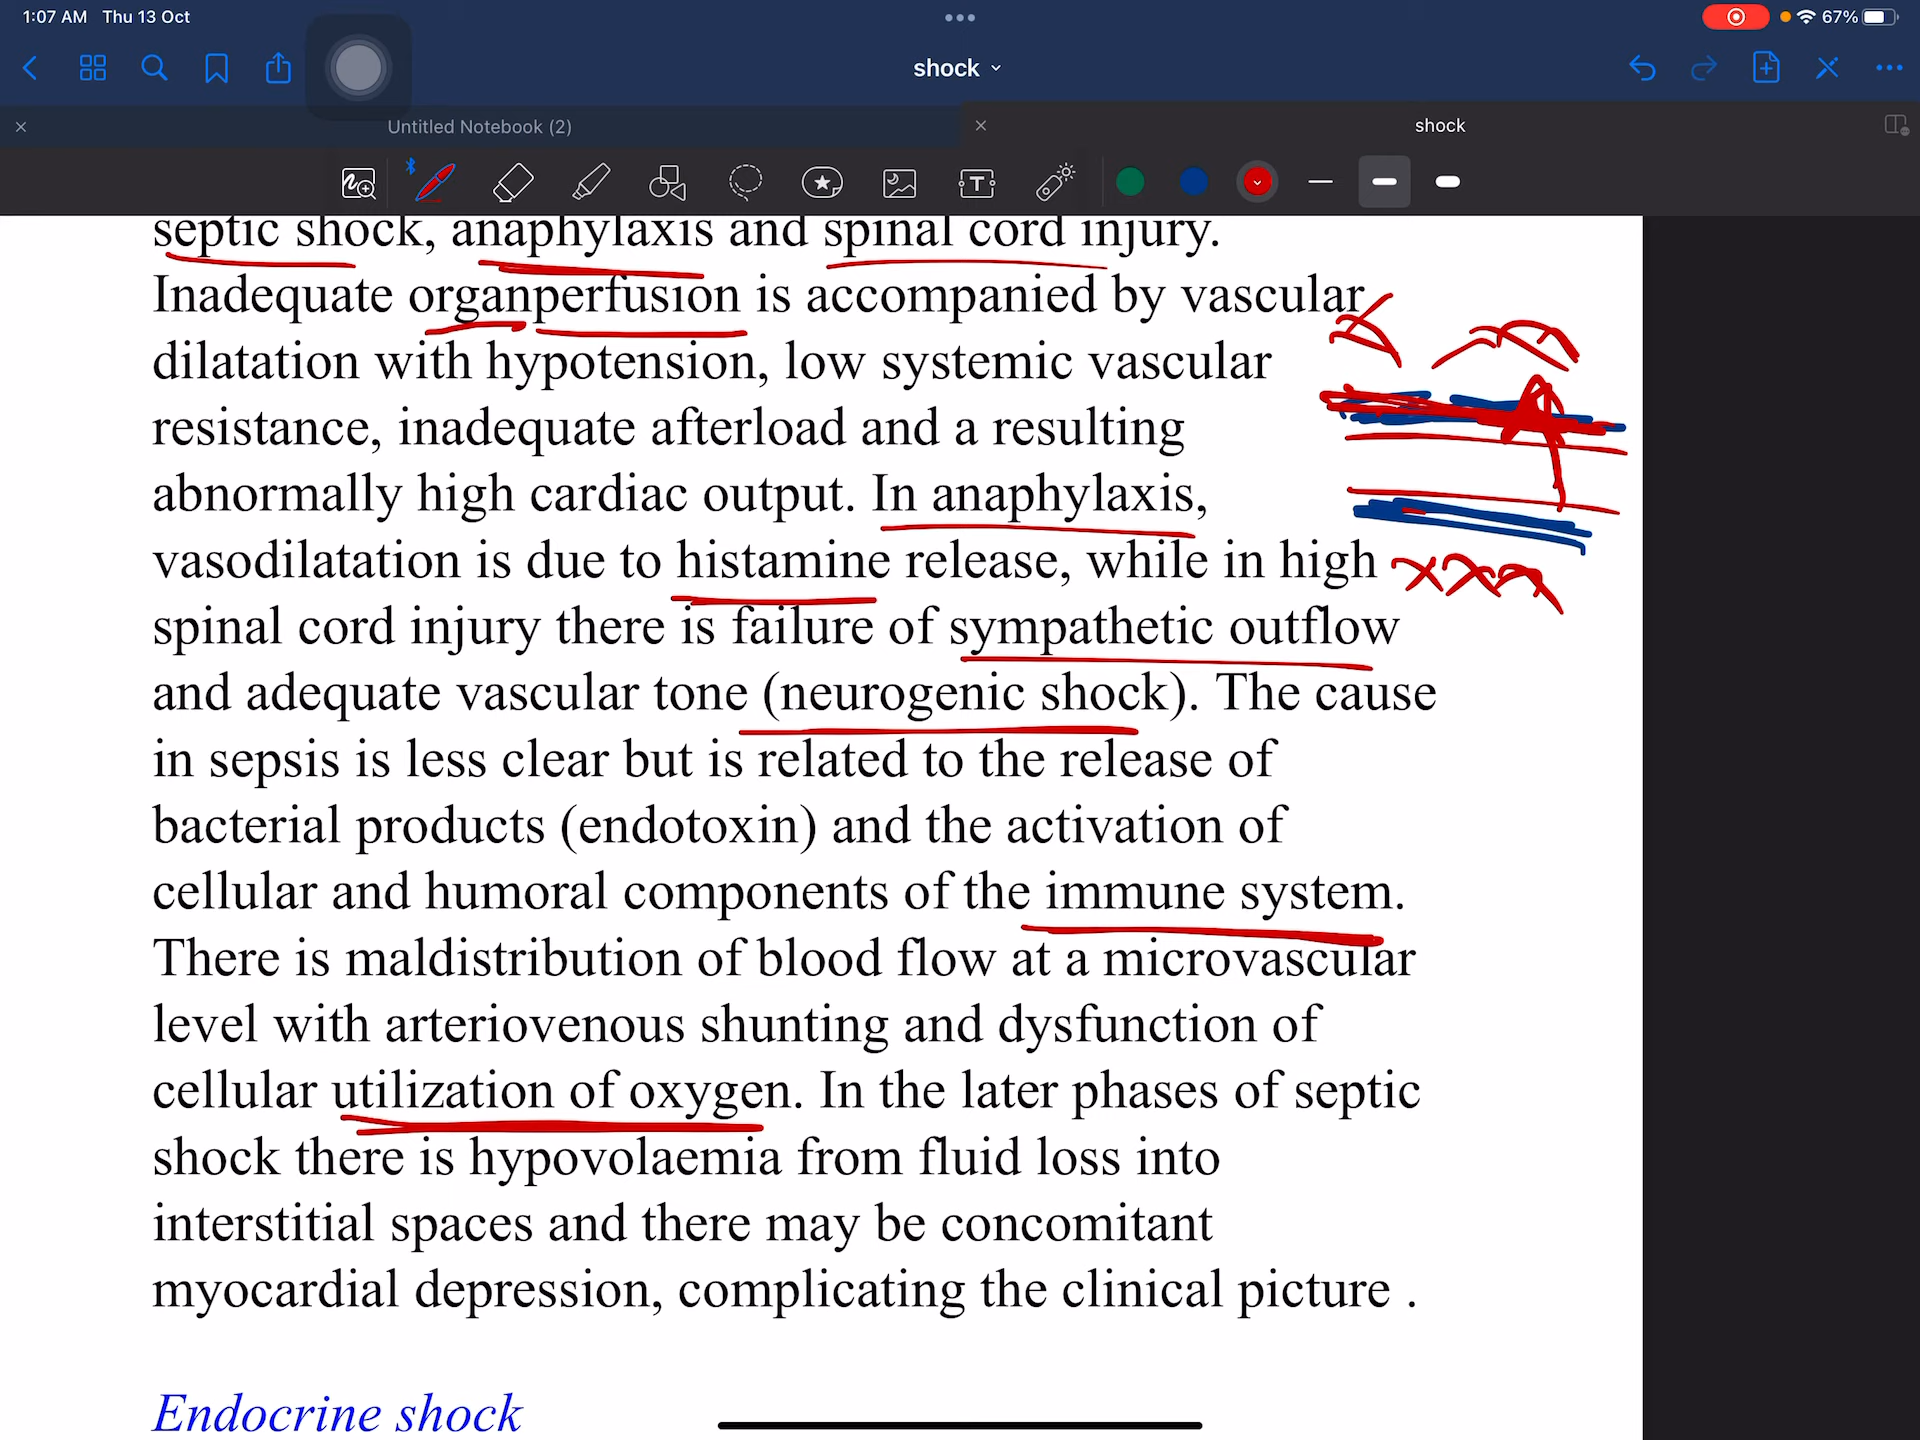 1:07 AM Thu 13 Oct
67%
shock
Untitled Notebook (2)
shock
septic shock, anaphylaxis and spinal cord injury.
Inadequate organperfusion is accompanied by vascular
dilatation with hypotension, low systemic vascular
resistance, inadequate afterload and a resulting
abnormally high cardiac output. In anaphylaxis,
vasodilatation is due to histamine release, while in high
spinal cord injury there is failure of sympathetic outflow
and adequate vascular tone (neurogenic shock). The cause
in sepsis is less clear but is related to the release of
bacterial products (endotoxin) and the activation of
cellular and humoral components of the immune system.
There is maldistribution of blood flow at a microvascular
level with arteriovenous shunting and dysfunction of
cellular utilization of oxygen. In the later phases of septic
shock there is hypovolaemia from fluid loss into
interstitial spaces and there may be concomitant
myocardial depression, complicating the clinical picture .
Endocrine shock